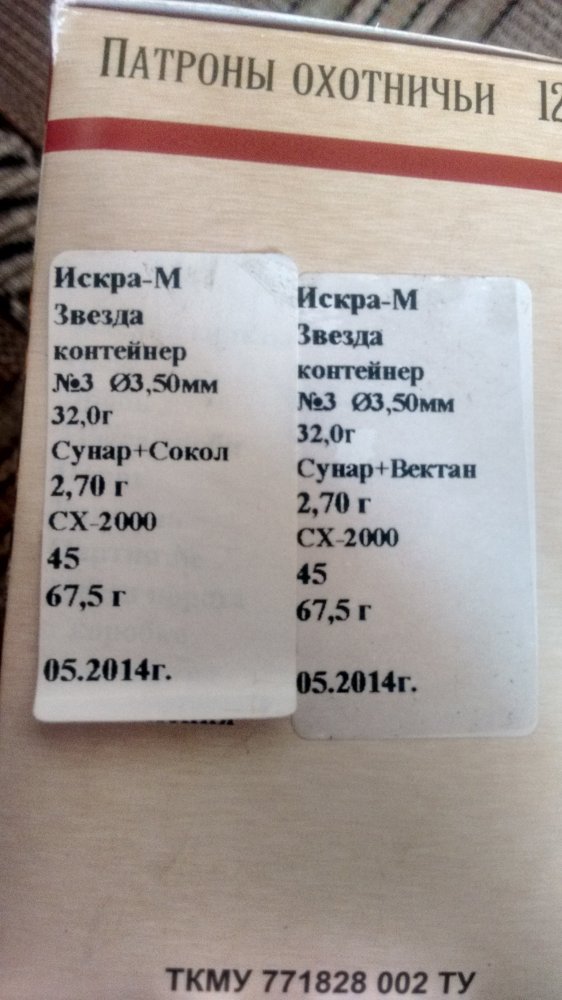 Патроны охотничьи 12
Искра-М
Звезда
контейнер
№3 Ø3,50мм
32,0г
Сунар+Сокол
2,70 г
СХ-2000
45
67,5 г
05.2014г.
Искра-М
Звезда
контейнер
№3 Ø3,50мм
32,0г
Сунар+Вектан
2,70 г
СХ-2000
45
67,5 г
05.2014г.
ТКМУ 771828 002 ТУ